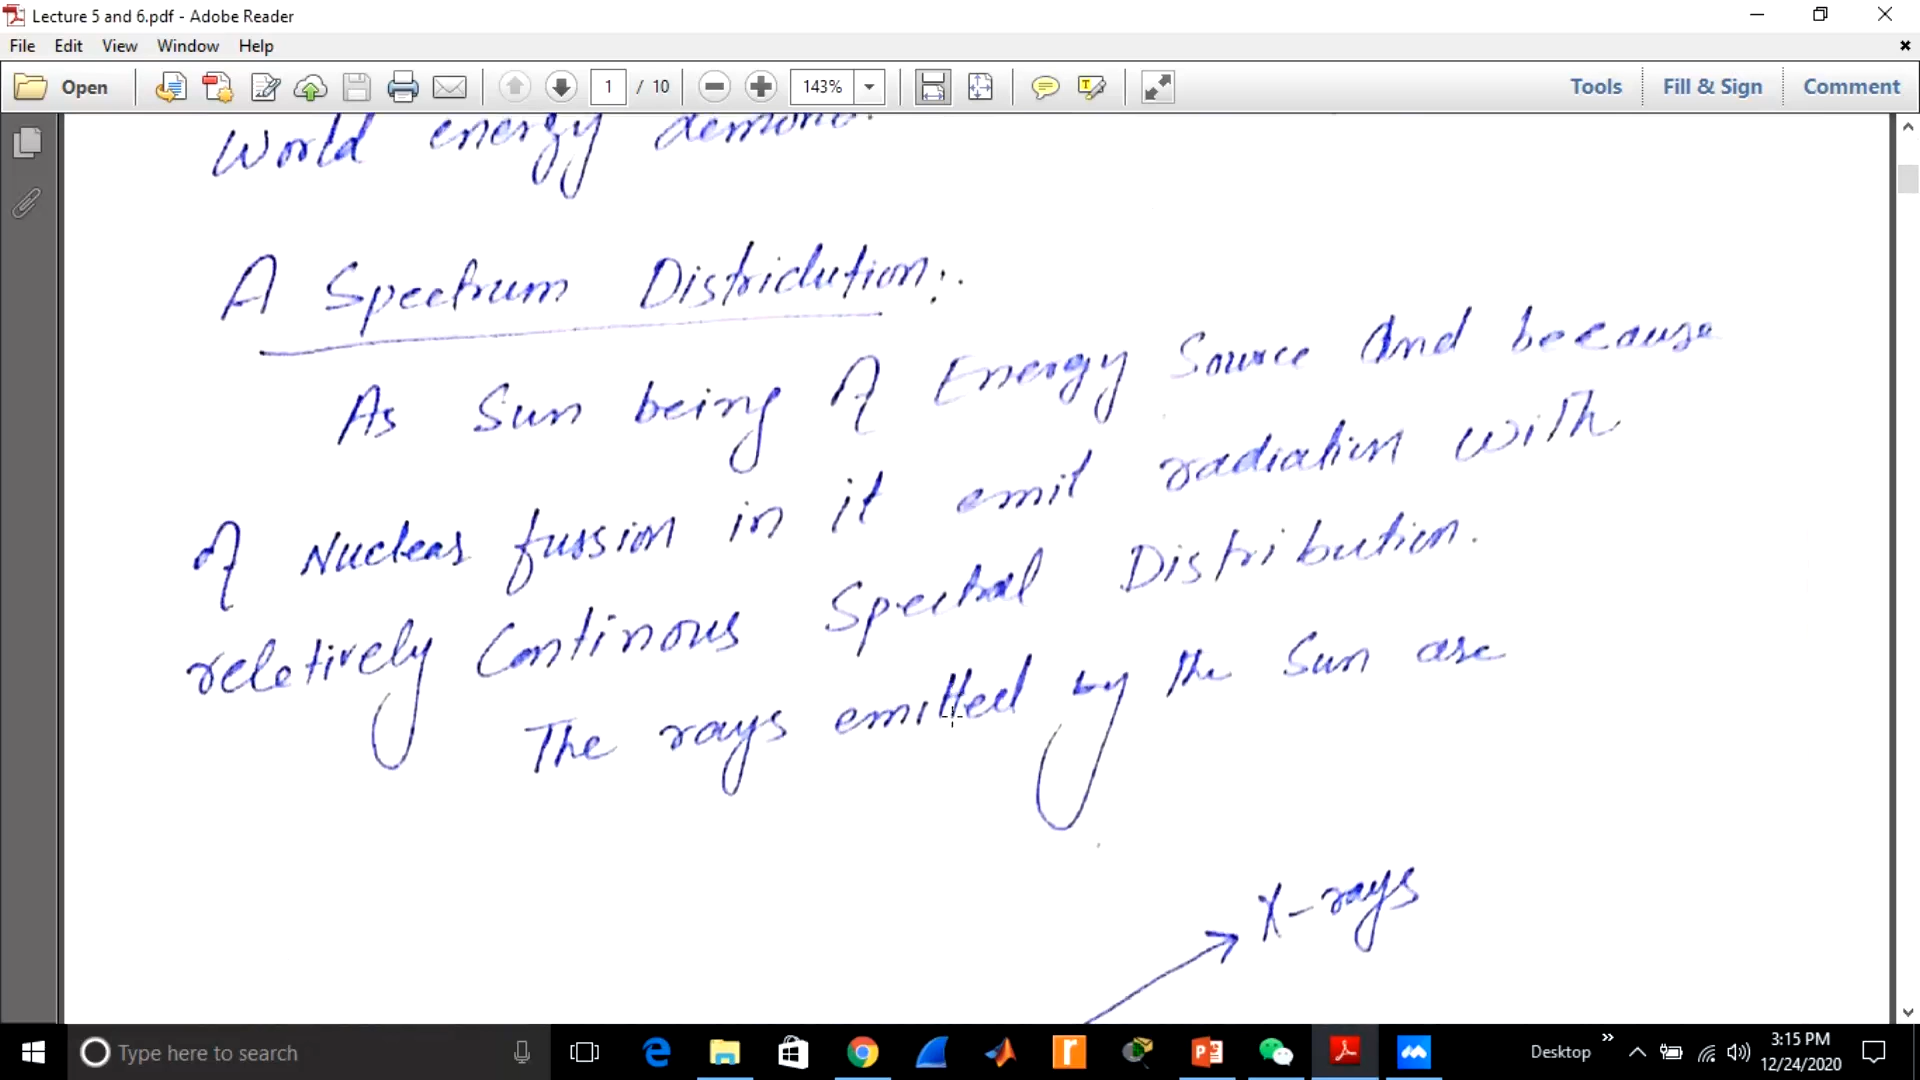 Lecture 5 and 6.pdf - Adobe Reader
File Edit View Window Help
Open 1 / 10 143% Tools Fill & Sign Comment
World energy demand.
A Spectrum Districlution:.
As Sun being A Energy Source And because
of Nuclear fussion in it emit radiation with
reletively Continous Spectral Distribution.
The rays emitted by the Sun are
X-rays
Type here to search
Desktop
3:15 PM
12/24/2020